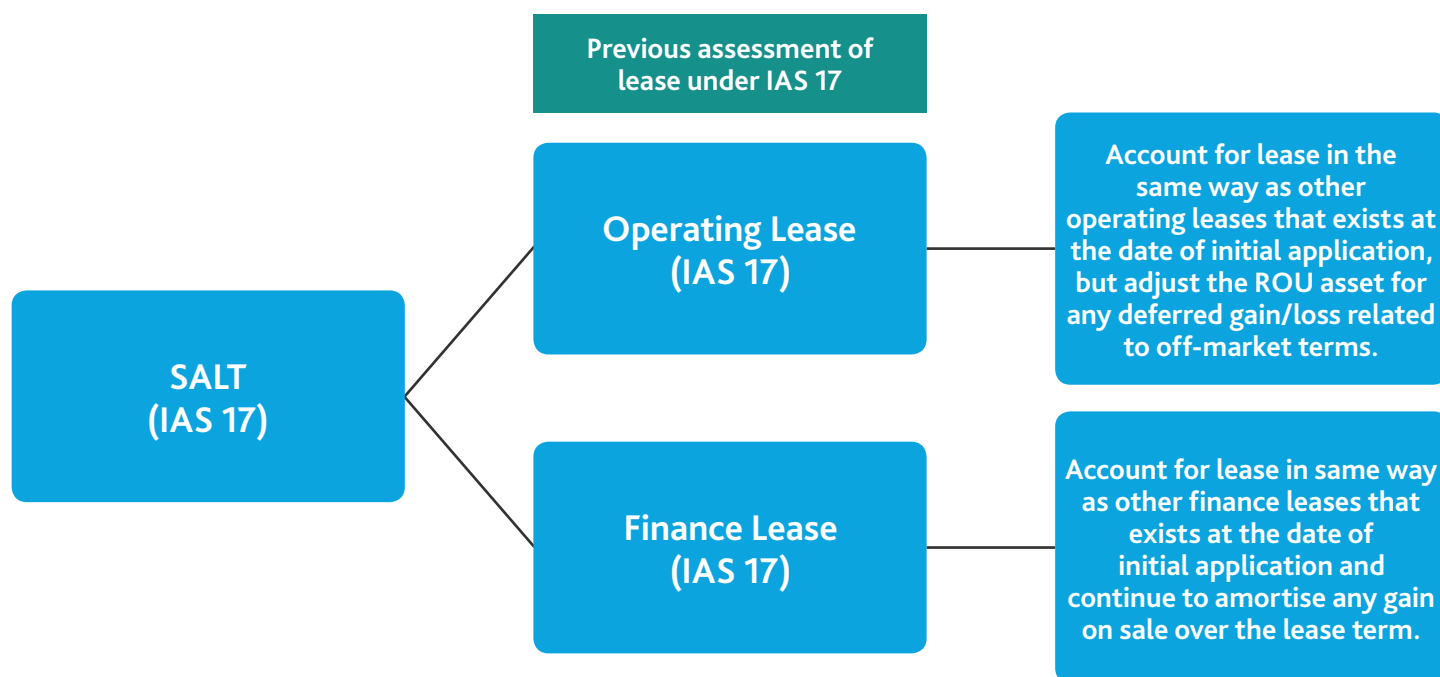 Previous assessment of
lease under IAS 17
SALT
(IAS 17)
Operating Lease
(IAS 17)
Account for lease in the
same way as other
operating leases that exists at
the date of initial application,
but adjust the ROU asset for
any deferred gain/loss related
to off-market terms.
Finance Lease
(IAS 17)
Account for lease in same way
as other finance leases that
exists at the date of
initial application and
continue to amortise any gain
on sale over the lease term.